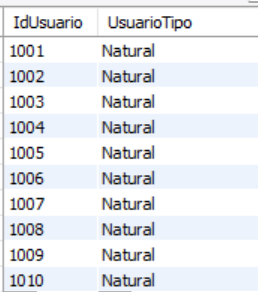 IdUsuario UsuarioTipo
1001 Natural
1002 Natural
1003 Natural
1004 Natural
1005 Natural
1006 Natural
1007 Natural
1008 Natural
1009 Natural
1010 Natural